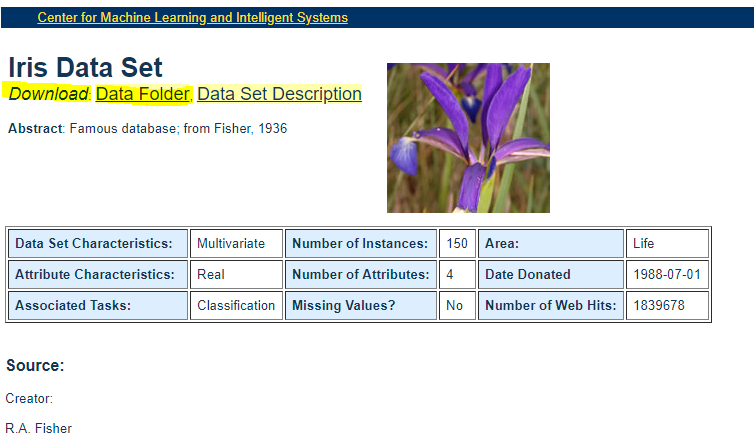 Center for Machine Learning and Intelligent Systems
Iris Data Set
Download: Data Folder, Data Set Description
Abstract: Famous database; from Fisher, 1936
Data Set Characteristics: Multivariate Number of Instances: 150 Area: Life
Attribute Characteristics: Real Number of Attributes: 4 Date Donated 1988-07-01
Associated Tasks: Classification Missing Values? No Number of Web Hits: 1839678
Source:
Creator:
R.A. Fisher